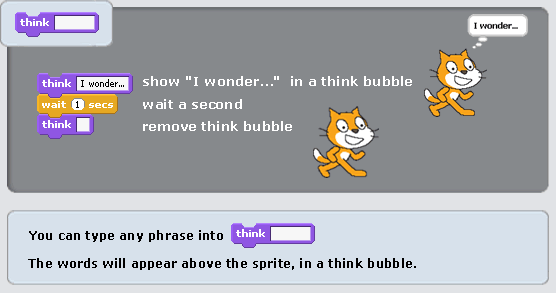 think
I wonder...
think I wonder... show "I wonder..." in a think bubble
wait 1 secs wait a second
think remove think bubble
You can type any phrase into think
The words will appear above the sprite, in a think bubble.